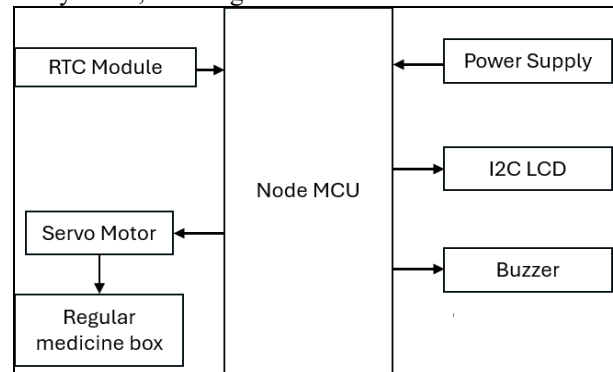 RTC Module
Power Supply
Node MCU
I2C LCD
Servo Motor
Buzzer
Regular
medicine box